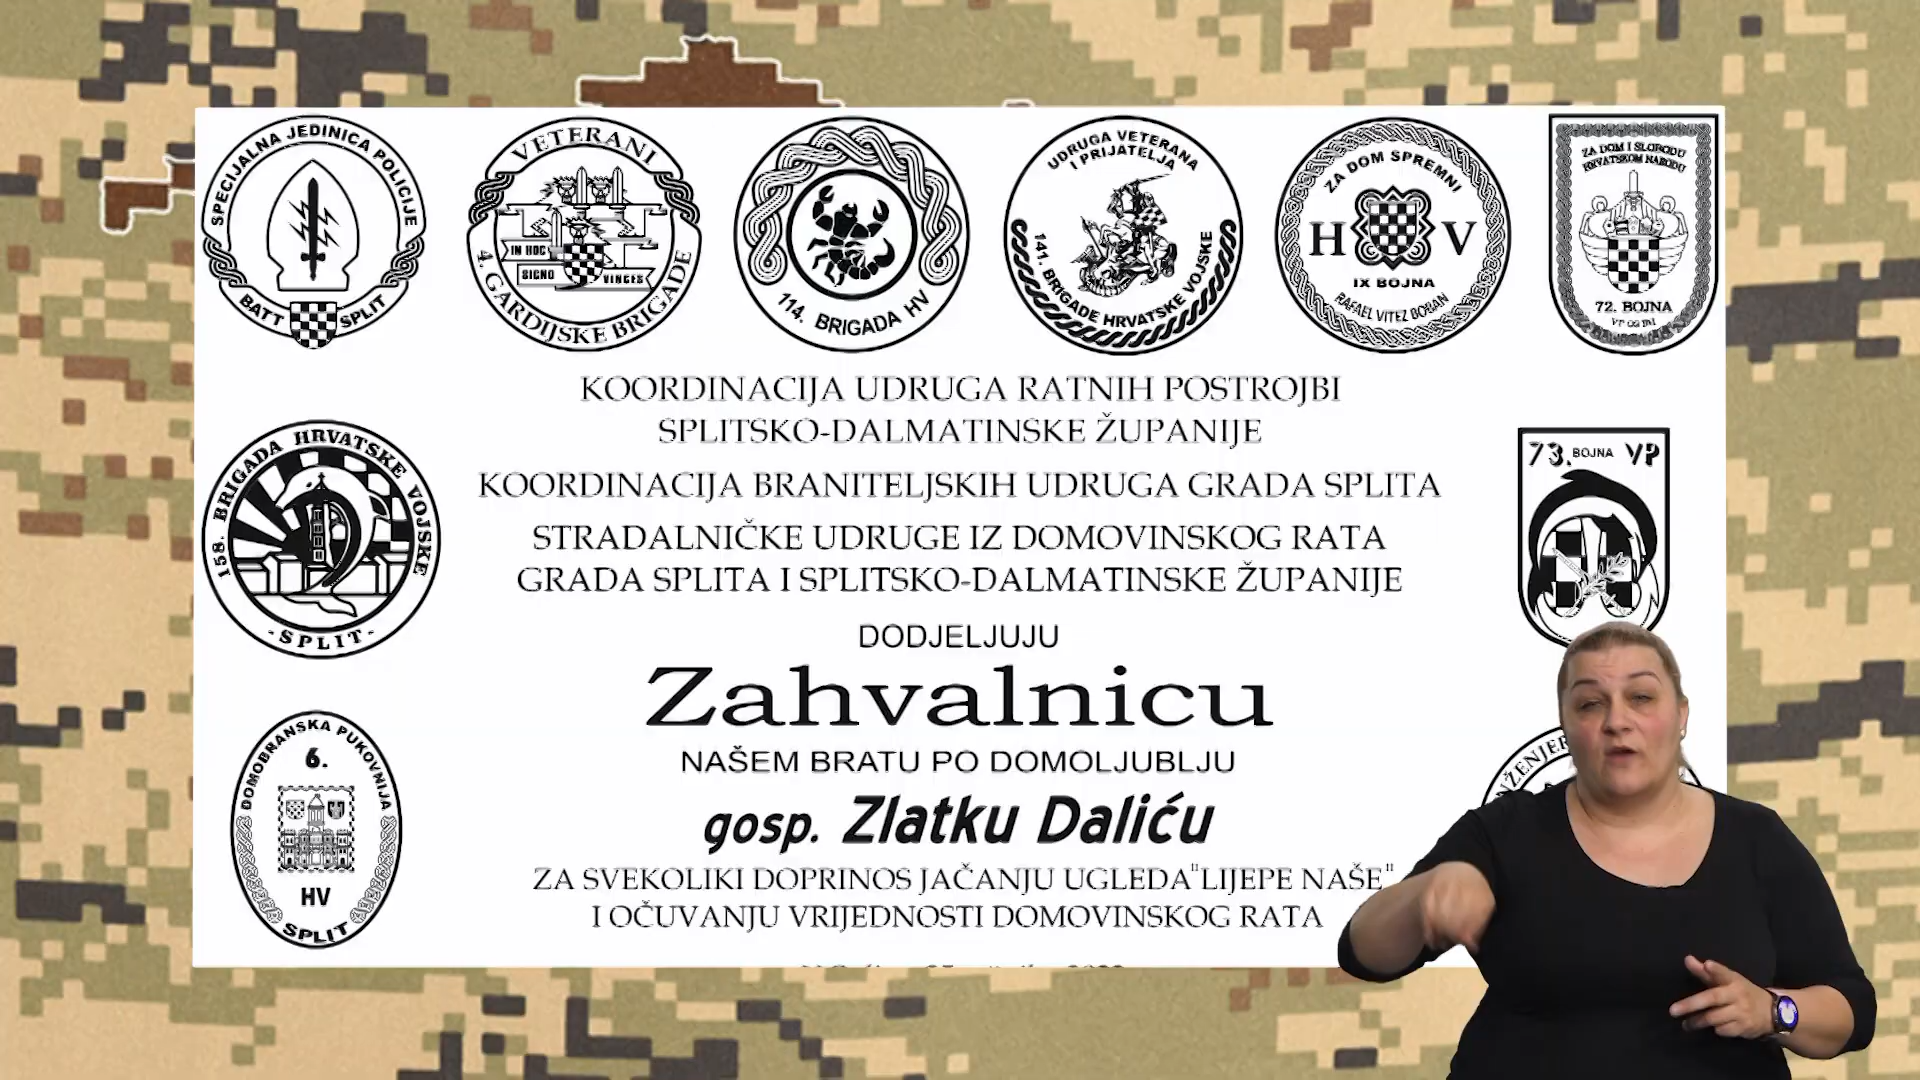 SPECIJALNA JEDINICA POLICIJE
BATT SPLIT
VETERANI
IN HOC
SIGNO VINCES
4. GARDIJSKE BRIGADE
114. BRIGADA HV
UDRUGA VETERANA
I PRIJATELJA
141. BRIGADE HRVATSKE VOJSKE
ZA DOM SPREMNI
H V
IX BOJNA
RAFAEL VITEZ BOBAN
ZA DOM I SLOBODU
HRVATSKOM NARODU
72. BOJNA
KOORDINACIJA UDRUGA RATNIH POSTROJBI
SPLITSKO-DALMATINSKE ŽUPANIJE
KOORDINACIJA BRANITELJSKIH UDRUGA GRADA SPLITA
STRADALNIČKE UDRUGE IZ DOMOVINSKOG RATA
GRADA SPLITA I SPLITSKO-DALMATINSKE ŽUPANIJE
158. BRIGADA HRVATSKE VOJSKE
-SPLIT-
73. BOJNA VP
DODJELJUJU
Zahvalnicu
NAŠEM BRATU PO DOMOLJUBLJU
gosp. Zlatku Daliću
ZA SVEKOLIKI DOPRINOS JAČANJU UGLEDA"LIJEPE NAŠE"
I OČUVANJU VRIJEDNOSTI DOMOVINSKOG RATA
DOMOBRANSKA PUKOVNIJA
6.
HV
SPLIT